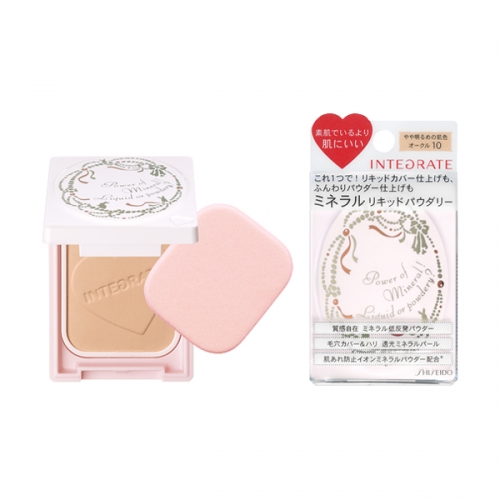 Power of
Mineral!
Liquid or powdery?
INTEGRATE
素肌でいるより
肌にいい
やや明るめの肌色
オークル 10
INTEGRATE
これ1つで!リキッドカバー仕上げも、
ふんわりパウダー仕上げも
ミネラル リキッドパウダリー
Power of
Mineral!
Liquid or powdery?
質感自在 ミネラル低反発パウダー
毛穴カバー&ハリ 透光ミネラルパール
肌あれ防止イオンミネラルパウダー配合*
SHISEIDO